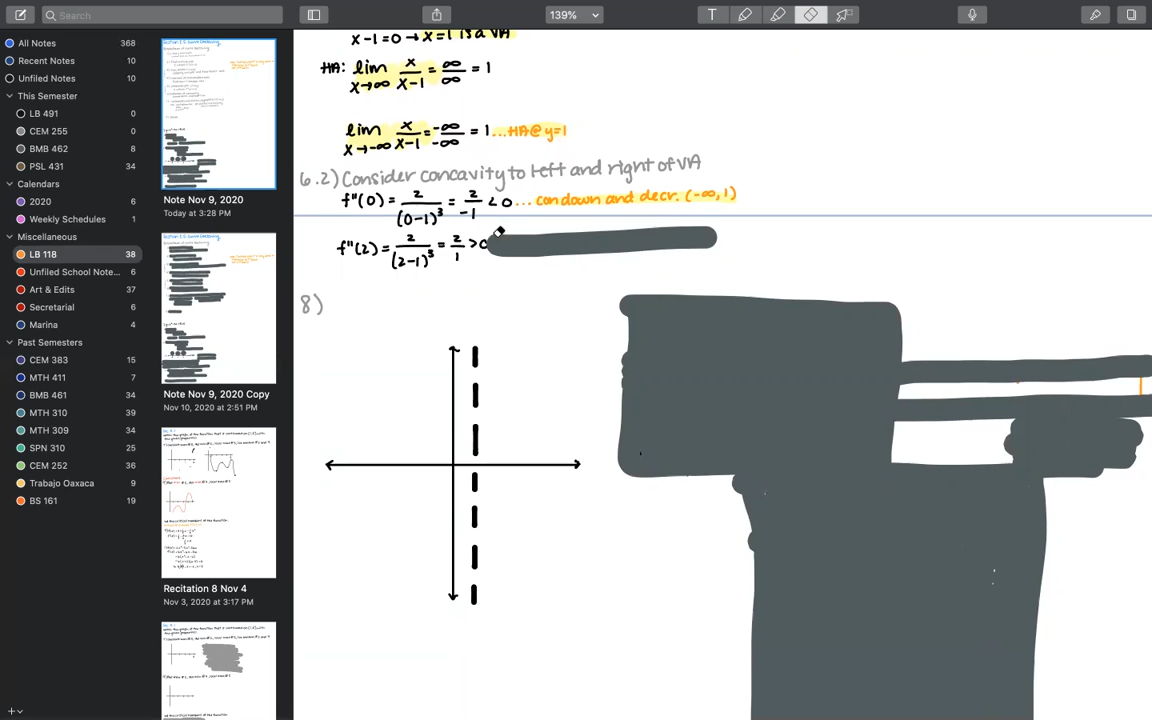 Search
139%
T
All Notes 368
Recent Notes 10
Unfiled Notes 10
This Semester
LB 491 0
CEM 255 0
BMB 462 8
PSL 431 34
Calendars
2020 6
Weekly Schedules 1
Miscellaneous
LB 118 38
Unfiled School Note... 6
Art & Edits 37
Secretarial 6
Marina 4
Past Semesters
CEM 383 15
MTH 411 7
BMB 461 34
MTH 310 39
MTH 309 34
SPN 310 25
CEM 252 36
Trabajo Oaxaca 9
BS 161 19
Note Nov 9, 2020
Today at 3:28 PM
Note Nov 9, 2020 Copy
Nov 10, 2020 at 2:51 PM
Recitation 8 Nov 4
Nov 3, 2020 at 3:17 PM
x-1=0 → x=1 is a VA
HA: lim x→∞ x/(x-1) = ∞/∞ = 1
lim x→-∞ x/(x-1) = -∞/-∞ = 1 ...HA@ y=1
6.2) Consider concavity to left and right of VA
f"(0) = 2/(0-1)³ = 2/-1 < 0 ... con down and decr. (-∞, 1)
f"(2) = 2/(2-1)³ = 2/1 > 0
8)